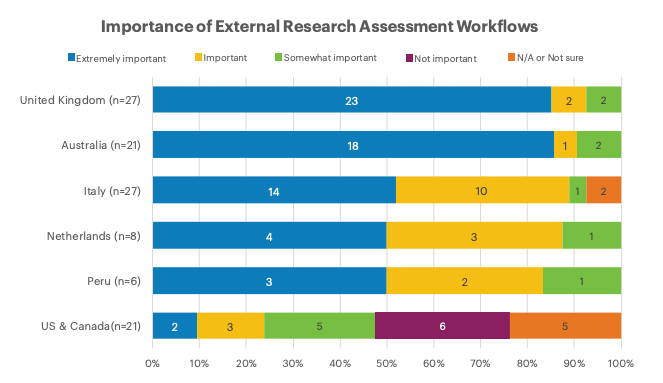 Importance of External Research Assessment Workflows
Extremely important Important Somewhat important Not important N/A or Not sure
United Kingdom (n=27) 23 2 2
Australia (n=21) 18 1 2
Italy (n=27) 14 10 1 2
Netherlands (n=8) 4 3 1
Peru (n=6) 3 2 1
US & Canada(n=21) 2 3 5 6 5
0% 10% 20% 30% 40% 50% 60% 70% 80% 90% 100%